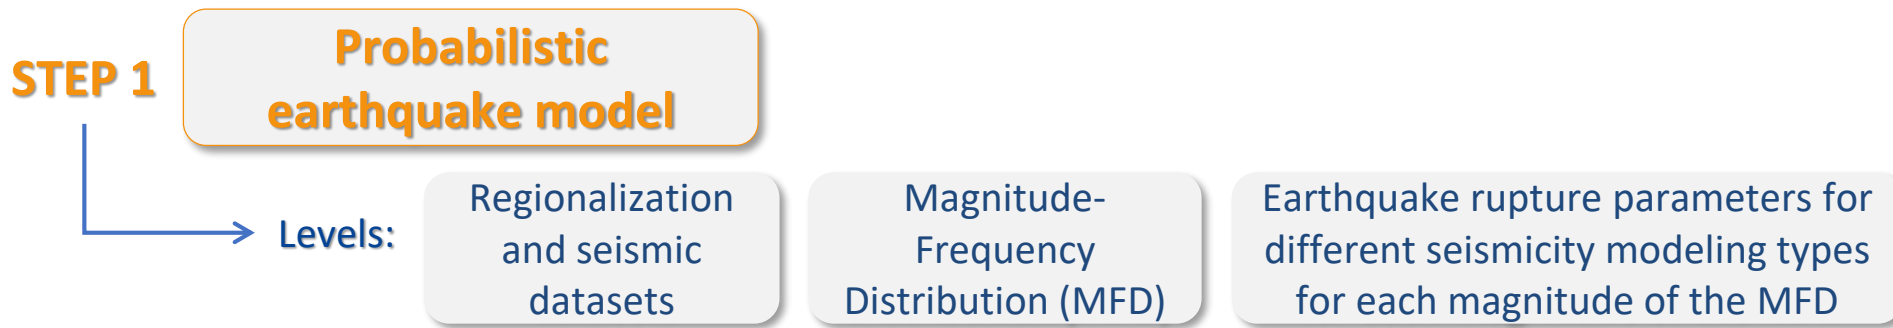 STEP 1
Probabilistic
earthquake model
Levels:
Regionalization
and seismic
datasets
Magnitude-
Frequency
Distribution (MFD)
Earthquake rupture parameters for
different seismicity modeling types
for each magnitude of the MFD